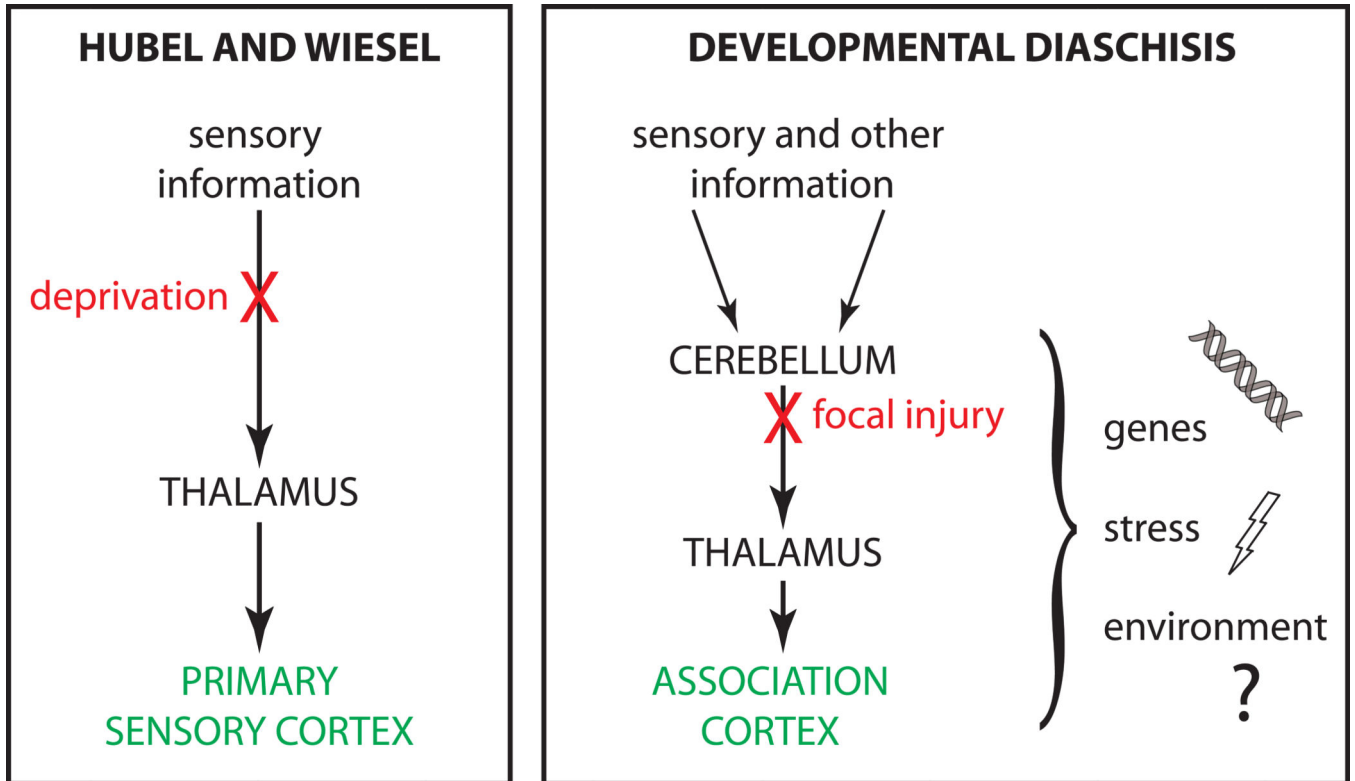 HUBEL AND WIESEL
sensory
information
deprivation X
THALAMUS
PRIMARY
SENSORY CORTEX
DEVELOPMENTAL DIASCHISIS
sensory and other
information
CEREBELLUM
X focal injury
THALAMUS
ASSOCIATION
CORTEX
genes
stress
environment
?